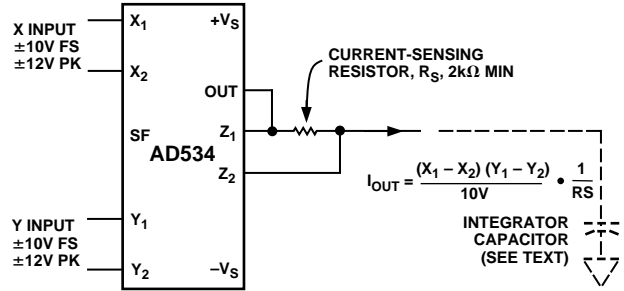 X INPUT
±10V FS
±12V PK
X1
X2
SF
Y INPUT
±10V FS
±12V PK
Y1
Y2
AD534
+VS
OUT
Z1
Z2
–VS
CURRENT-SENSING
RESISTOR, RS, 2kΩ MIN
IOUT = (X1 – X2) (Y1 – Y2) / 10V • 1 / RS
INTEGRATOR
CAPACITOR
(SEE TEXT)